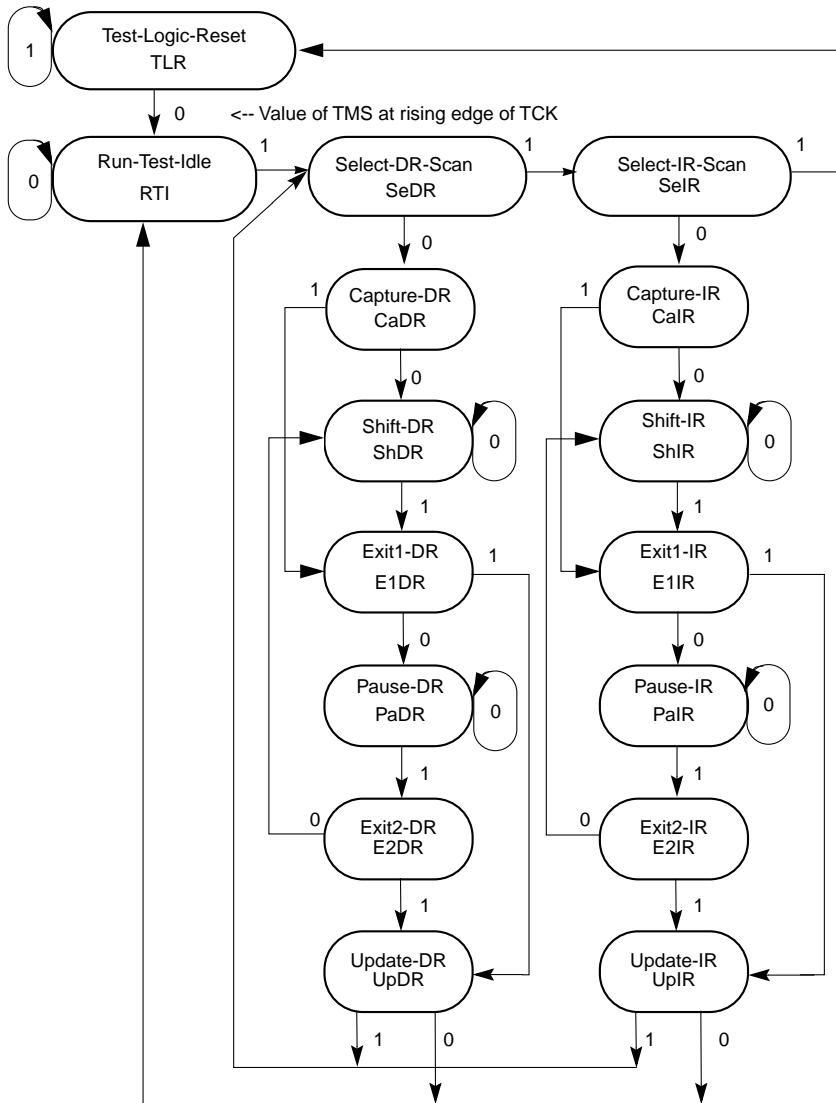 Test-Logic-Reset
TLR
1
0
<-- Value of TMS at rising edge of TCK
Run-Test-Idle
RTI
0
1
Select-DR-Scan
SeDR
1
Select-IR-Scan
SeIR
1
0
0
1
Capture-DR
CaDR
1
Capture-IR
CaIR
0
0
Shift-DR
ShDR
0
Shift-IR
ShIR
0
1
1
Exit1-DR
E1DR
1
Exit1-IR
E1IR
1
0
0
Pause-DR
PaDR
0
Pause-IR
PaIR
0
1
1
0
Exit2-DR
E2DR
0
Exit2-IR
E2IR
1
1
Update-DR
UpDR
Update-IR
UpIR
1
0
1
0